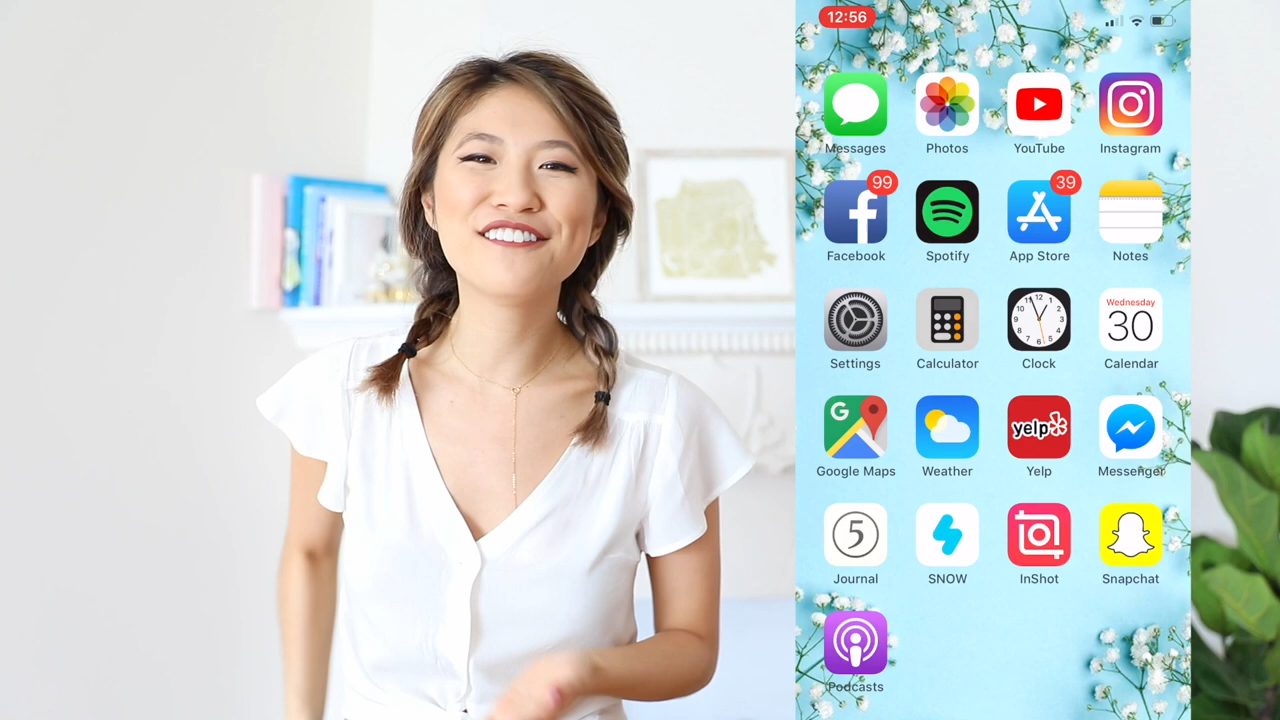 12:56
Messages Photos YouTube Instagram
99 39
Facebook Spotify App Store Notes
Wednesday
30
Settings Calculator Clock Calendar
G
yelp
Google Maps Weather Yelp Messenger
5
Journal SNOW InShot Snapchat
Podcasts